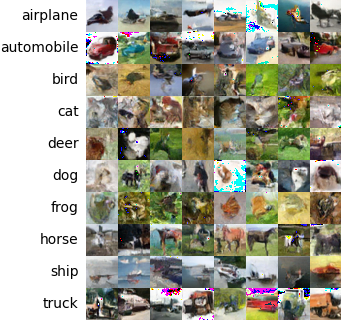 airplane
automobile
bird
cat
deer
dog
frog
horse
ship
truck